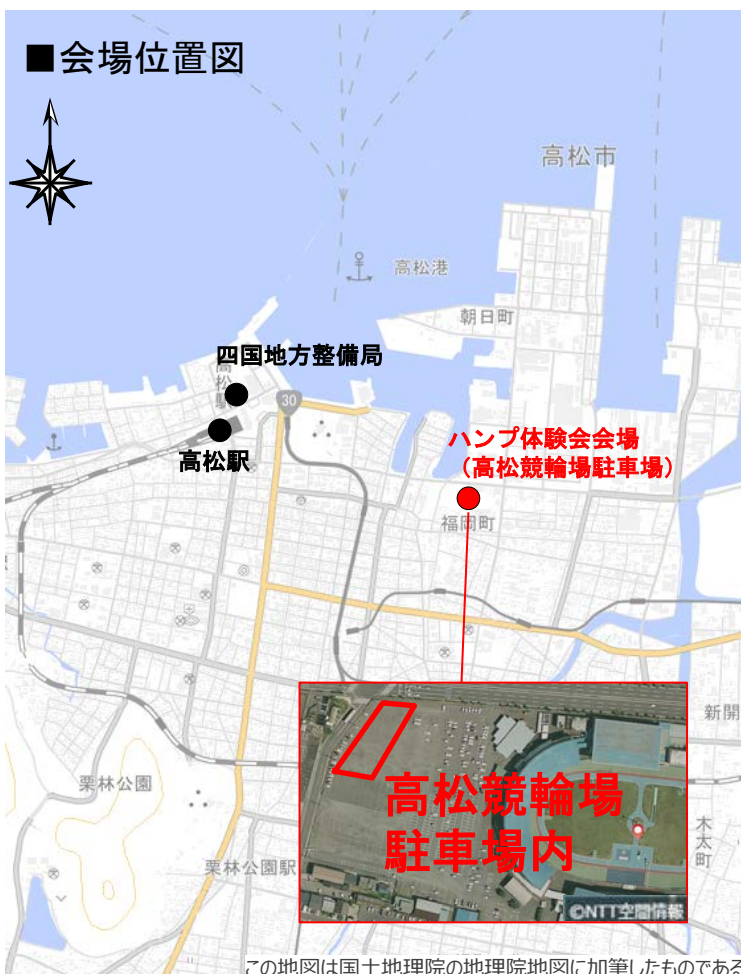 ■会場位置図
高松市
高松港
朝日町
四国地方整備局
高松駅
30
高松駅
ハンプ体験会会場
（高松競輪場駐車場）
福岡町
新開
栗林公園
高松競輪場
駐車場内
木太町
栗林公園駅
©NTT空間情報
この地図は国土地理院の地理院地図に加筆したものである